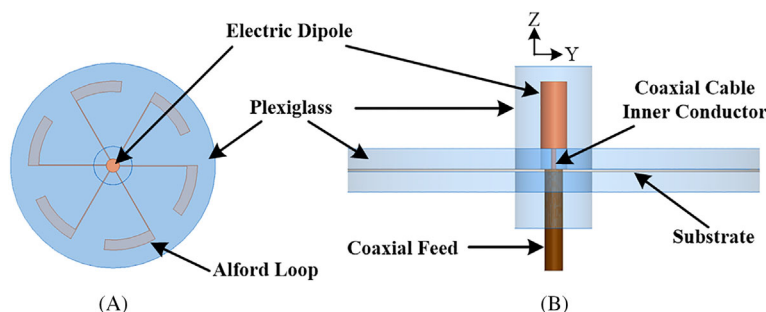 Electric Dipole
Plexiglass
Alford Loop
(A)
Z
Y
Coaxial Cable
Inner Conductor
Coaxial Feed
Substrate
(B)